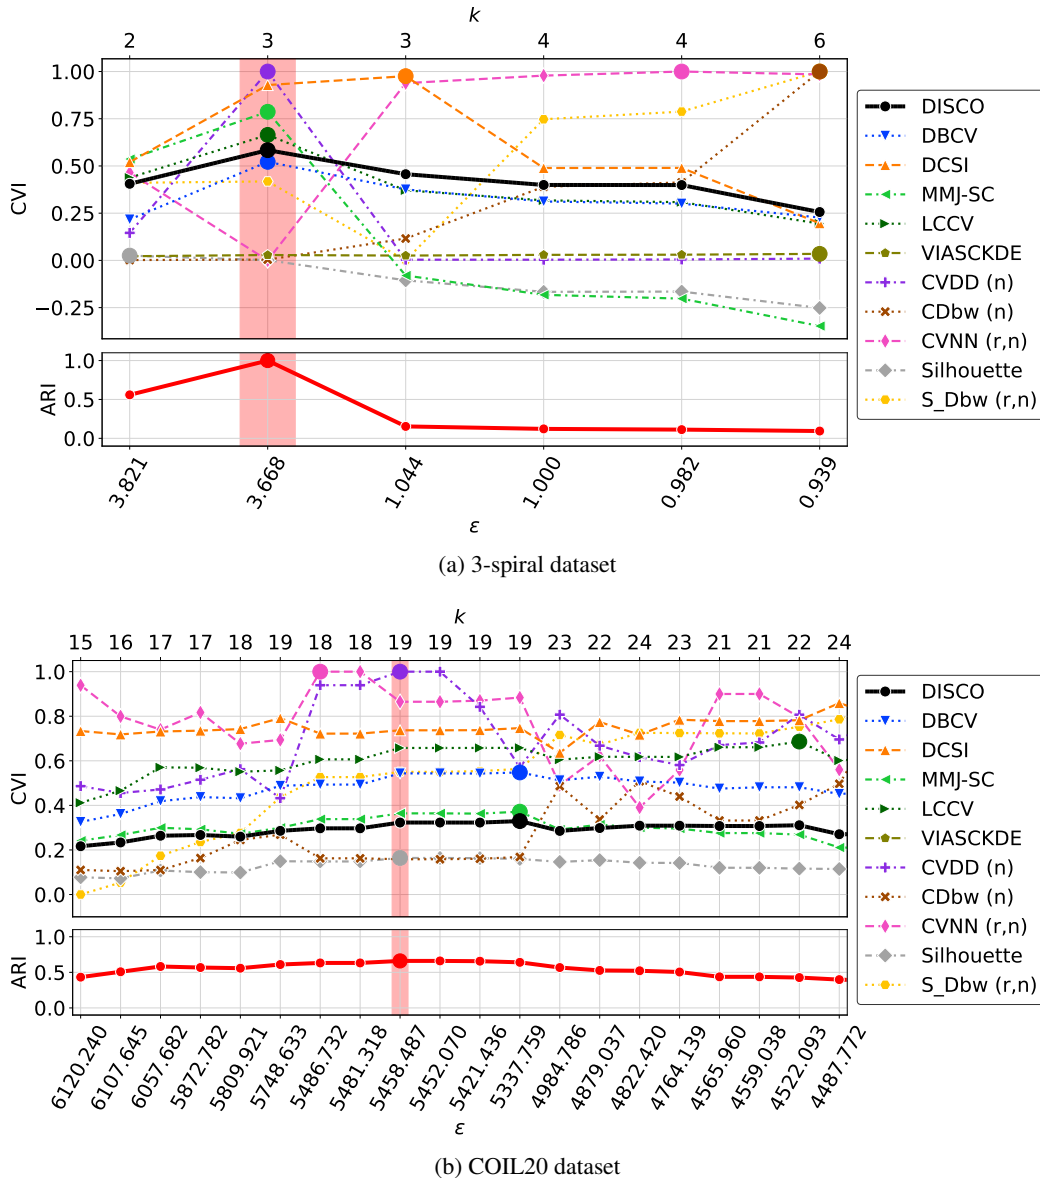 k
2 3 3 4 4 6
1.00
0.75
0.50
0.25
0.00
−0.25
CVI
1.0
0.5
0.0
ARI
3.821 3.668 1.044 1.000 0.982 0.939
ε
DISCO
DBCV
DCSI
MMJ-SC
LCCV
VIASCKDE
CVDD (n)
CDbw (n)
CVNN (r,n)
Silhouette
S_Dbw (r,n)
(a) 3-spiral dataset
k
15 16 17 17 18 19 18 18 19 19 19 19 23 22 24 23 21 21 22 24
1.0
0.8
0.6
0.4
0.2
0.0
CVI
1.0
0.5
0.0
ARI
6120.240 6107.645 6057.682 5872.782 5809.921 5748.633 5486.732 5481.318 5458.487 5452.070 5421.436 5337.759 4984.786 4879.037 4822.420 4764.139 4565.960 4559.038 4522.093 4487.772
ε
DISCO
DBCV
DCSI
MMJ-SC
LCCV
VIASCKDE
CVDD (n)
CDbw (n)
CVNN (r,n)
Silhouette
S_Dbw (r,n)
(b) COIL20 dataset